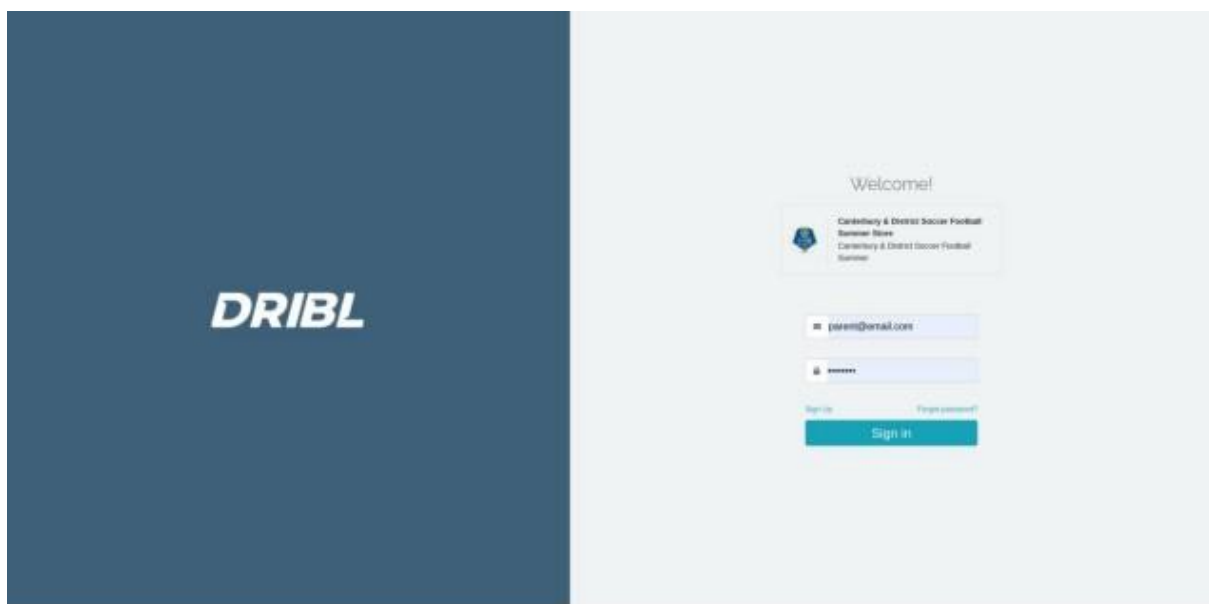 DRIBL
Welcome!
Canterbury & District Soccer Football
Summer Store
Canterbury & District Soccer Football
Summer
parent@email.com
••••••••
Sign Up
Forgot password?
Sign in